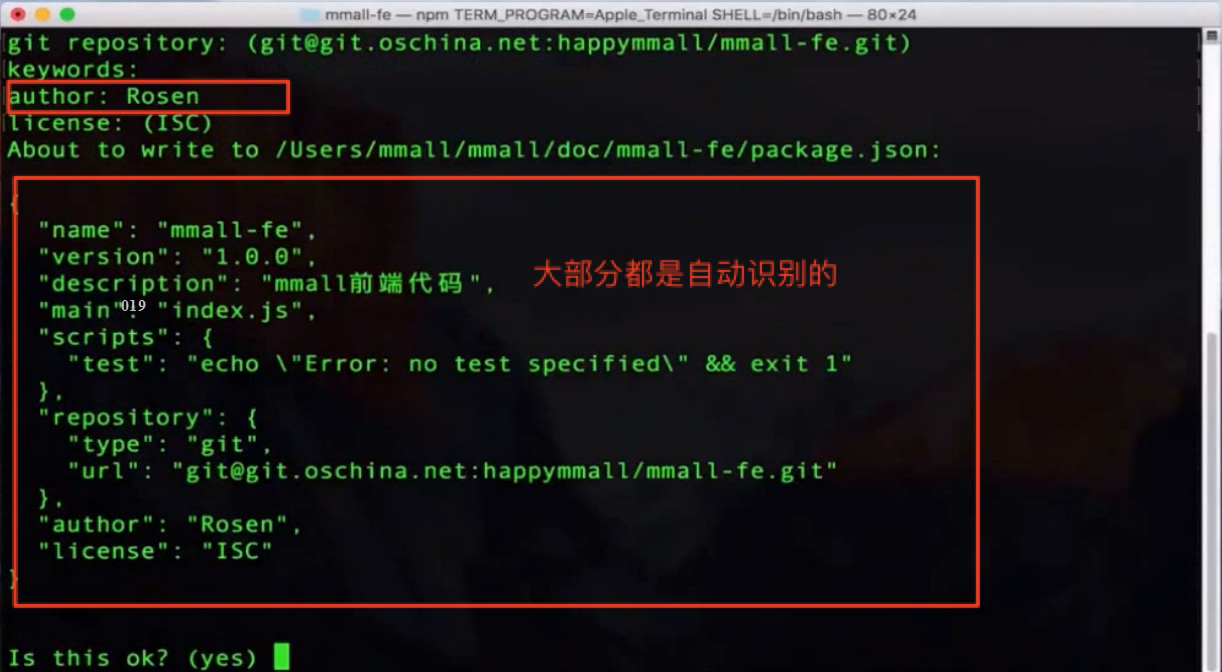 mmall-fe — npm TERM_PROGRAM=Apple_Terminal SHELL=/bin/bash — 80×24
git repository: (git@git.oschina.net:happymmall/mmall-fe.git)
keywords:
author: Rosen
license: (ISC)
About to write to /Users/mmall/mmall/doc/mmall-fe/package.json:
{
"name": "mmall-fe",
"version": "1.0.0",
"description": "mmall前端代码",
大部分都是自动识别的
"main": "index.js",
019
"scripts": {
"test": "echo \"Error: no test specified\" && exit 1"
},
"repository": {
"type": "git",
"url": "git@git.oschina.net:happymmall/mmall-fe.git"
},
"author": "Rosen",
"license": "ISC"
}
Is this ok? (yes)